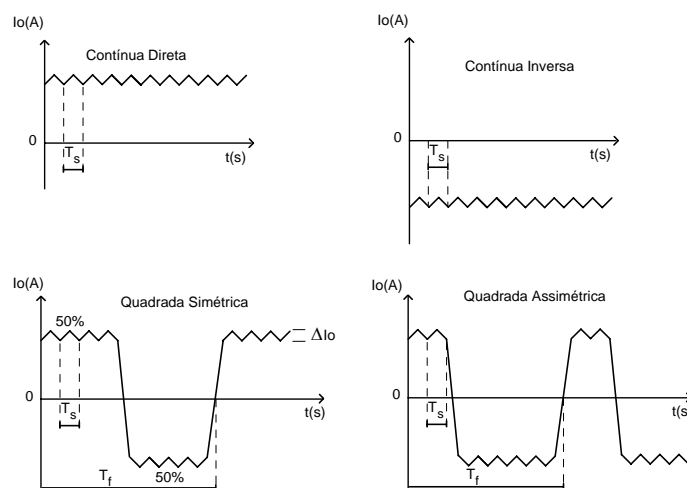 Io(A)
Contínua Direta
0
Ts
t(s)
Io(A)
Contínua Inversa
0
Ts
t(s)
Io(A)
Quadrada Simétrica
50%
ΔIo
0
Ts
t(s)
Tf
50%
Io(A)
Quadrada Assimétrica
0
Ts
t(s)
Tf